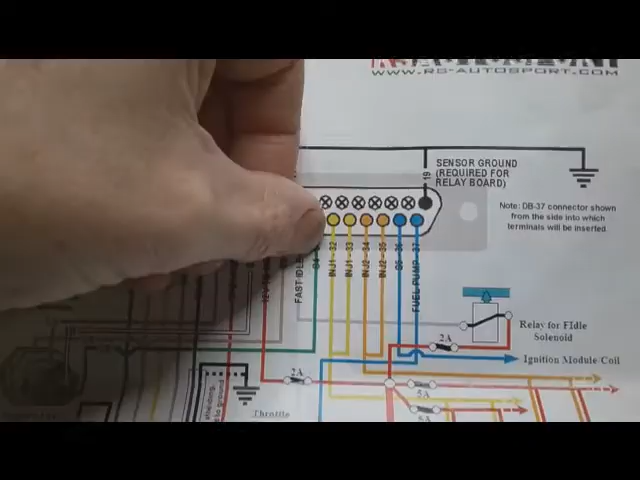 WWW.RS-AUTOSPORT.COM
SENSOR GROUND
(REQUIRED FOR
RELAY BOARD)
19
Note: DB-37 connector shown
from the side into which
terminals will be inserted
FAST IDLE
INJ1-32
INJ1-33
INJ2-34
INJ2-35
FUEL PUMP-37
Relay for FIdle
Solenoid
2A
Ignition Module/Coil
2A
5A
5A
Throttle
to ground